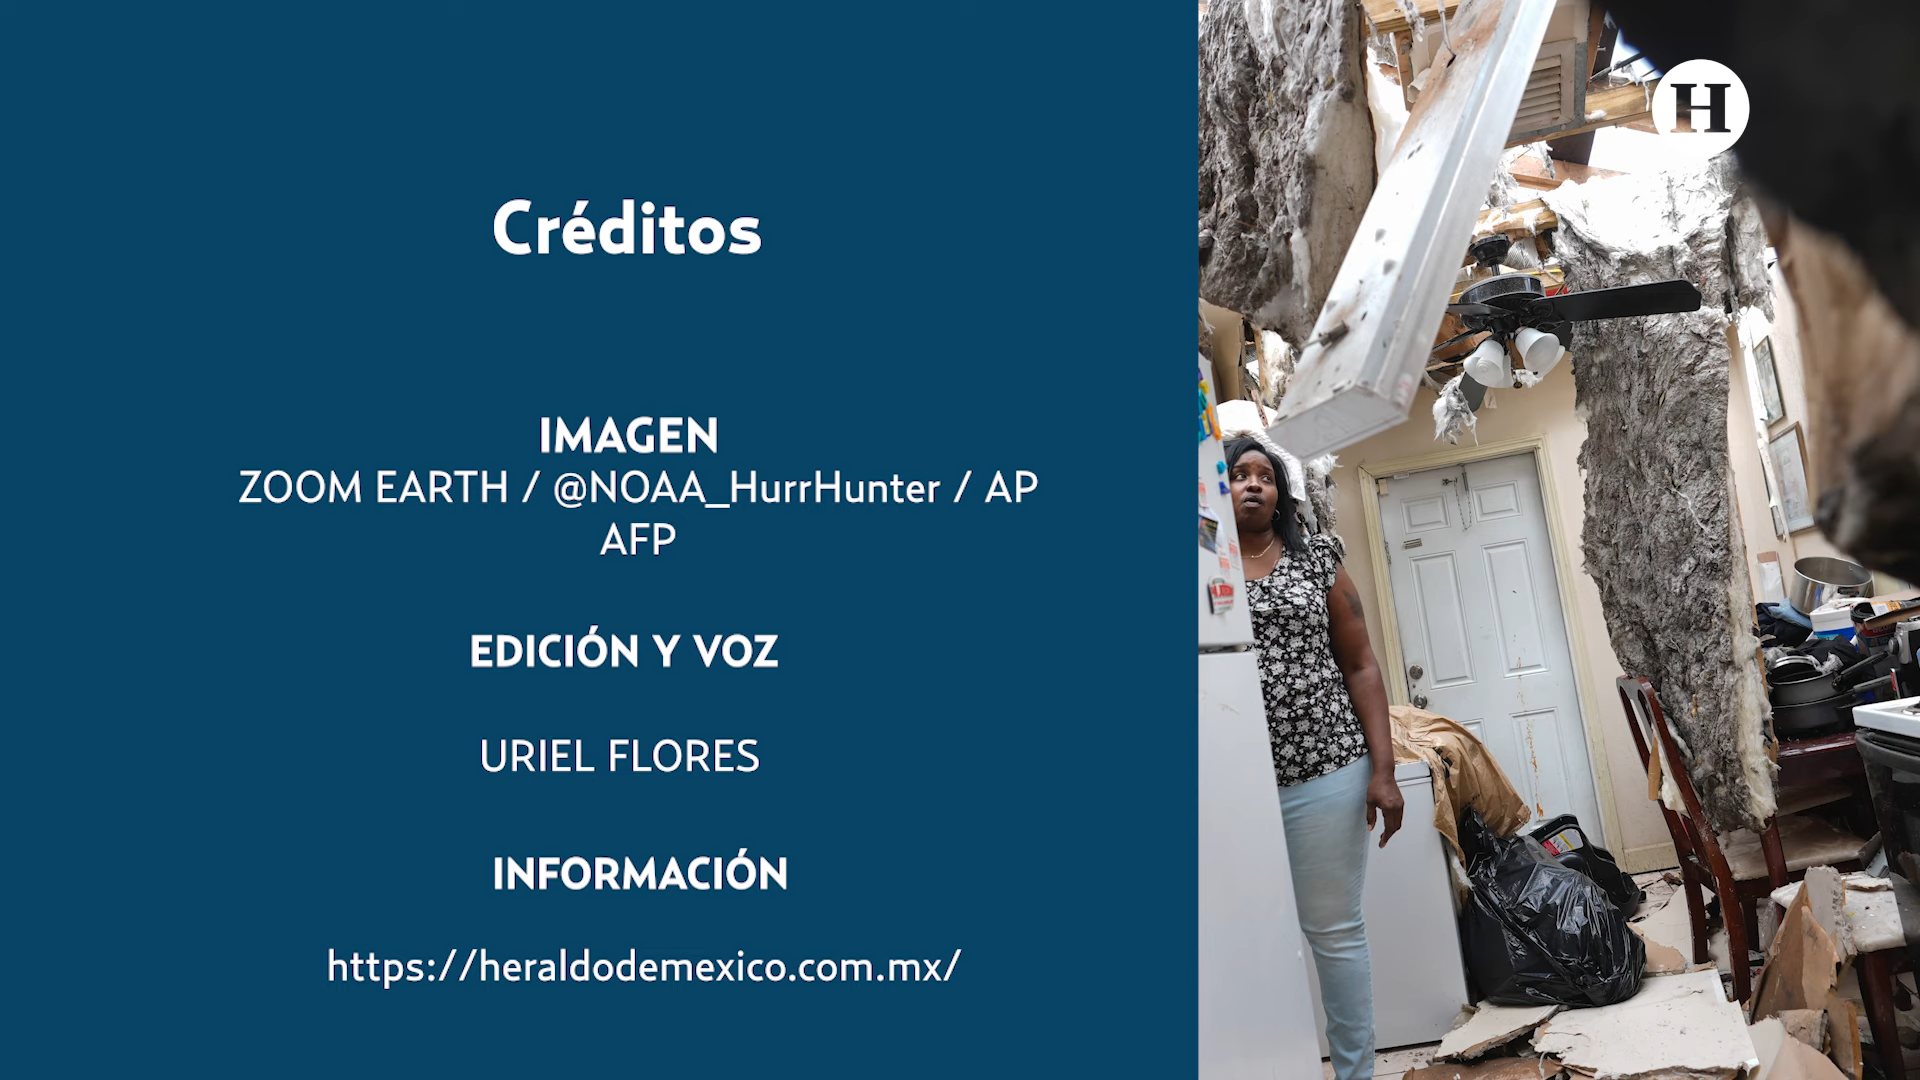 Créditos
H
IMAGEN
ZOOM EARTH / @NOAA_HurrHunter / AP
AFP
EDICIÓN Y VOZ
URIEL FLORES
INFORMACIÓN
https://heraldodemexico.com.mx/